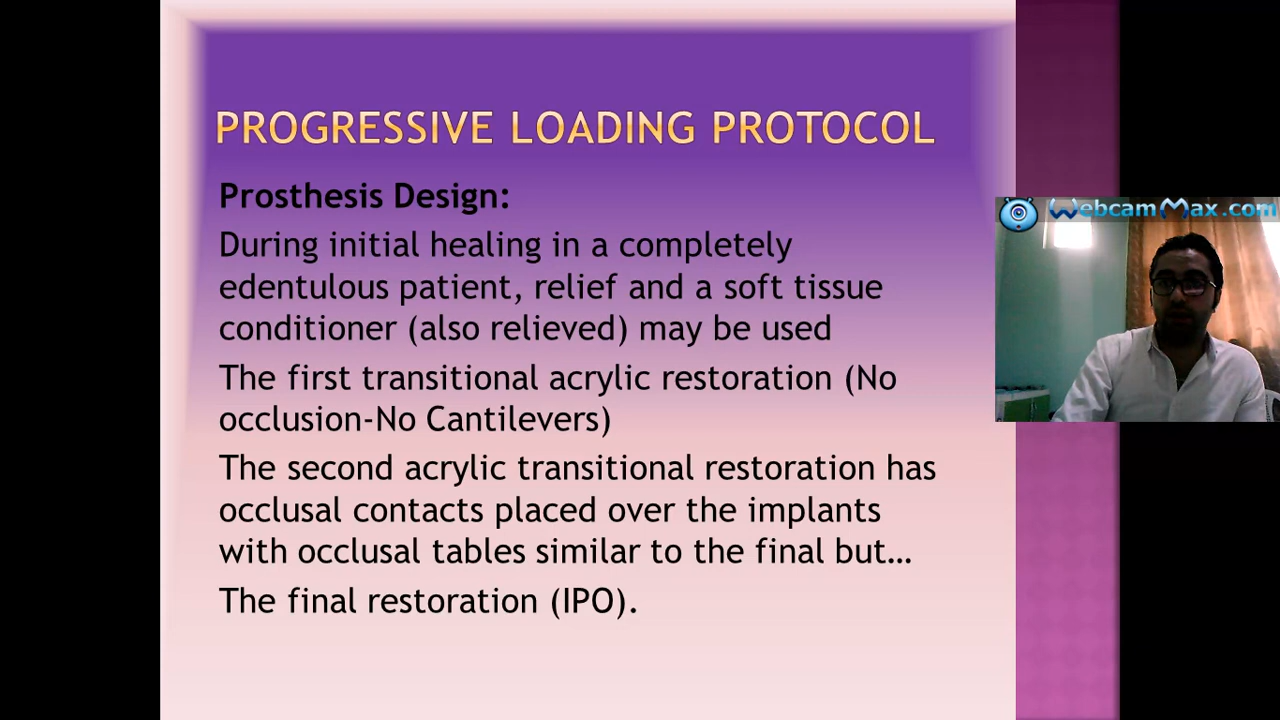 PROGRESSIVE LOADING PROTOCOL
Prosthesis Design:
During initial healing in a completely
edentulous patient, relief and a soft tissue
conditioner (also relieved) may be used
The first transitional acrylic restoration (No
occlusion-No Cantilevers)
The second acrylic transitional restoration has
occlusal contacts placed over the implants
with occlusal tables similar to the final but…
The final restoration (IPO).
WebcamMax.com